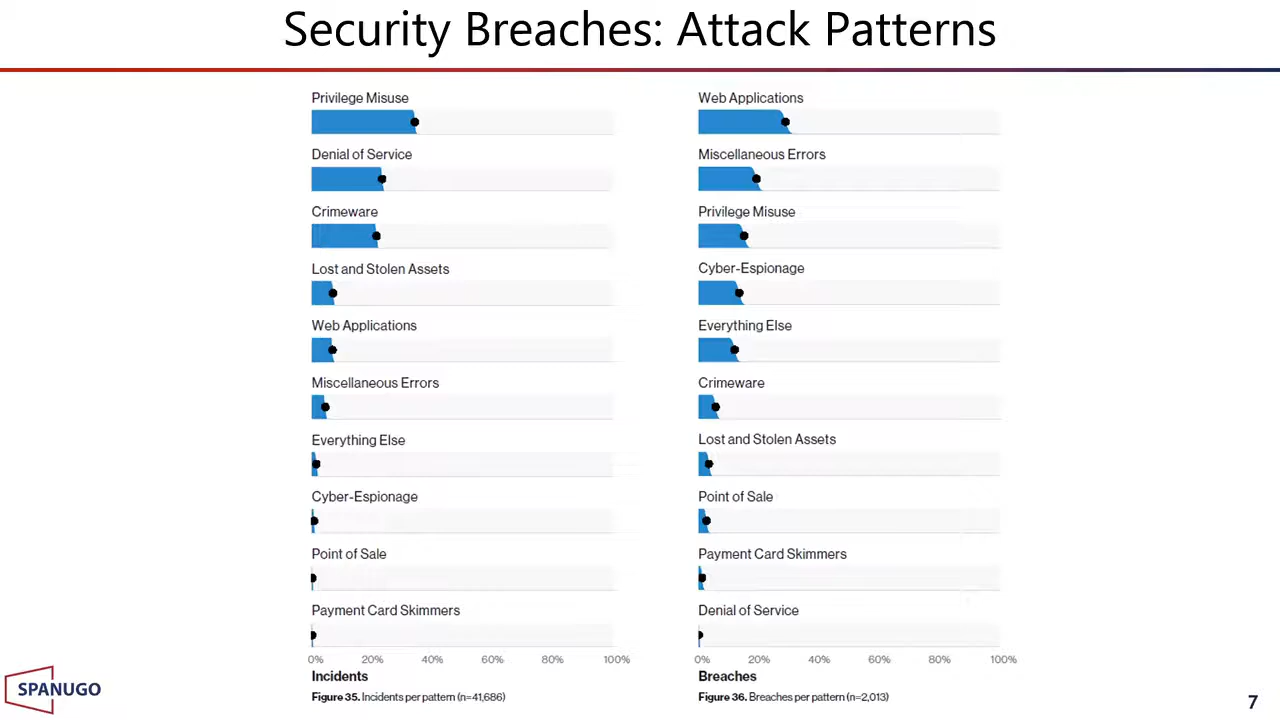 Security Breaches: Attack Patterns
Privilege Misuse
Denial of Service
Crimeware
Lost and Stolen Assets
Web Applications
Miscellaneous Errors
Everything Else
Cyber-Espionage
Point of Sale
Payment Card Skimmers
0% 20% 40% 60% 80% 100%
Incidents
Figure 35. Incidents per pattern (n=41,686)
Web Applications
Miscellaneous Errors
Privilege Misuse
Cyber-Espionage
Everything Else
Crimeware
Lost and Stolen Assets
Point of Sale
Payment Card Skimmers
Denial of Service
0% 20% 40% 60% 80% 100%
Breaches
Figure 36. Breaches per pattern (n=2,013)
SPANUGO
7